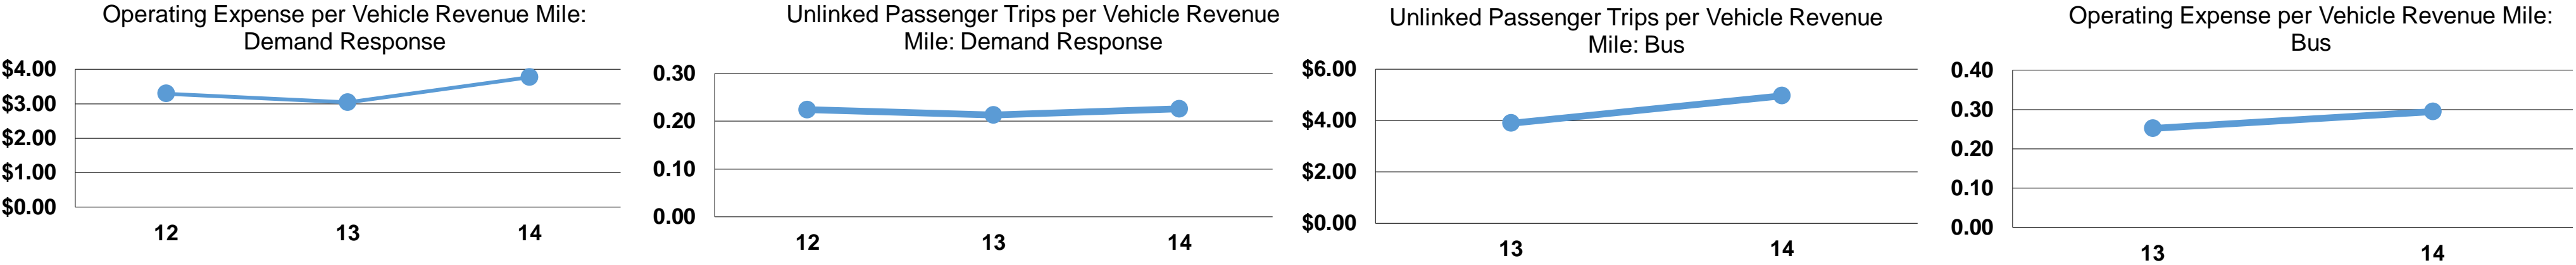 Operating Expense per Vehicle Revenue Mile:
Demand Response
$4.00
$3.00
$2.00
$1.00
$0.00
12 13 14
Unlinked Passenger Trips per Vehicle Revenue
Mile: Demand Response
0.30
0.20
0.10
0.00
12 13 14
Unlinked Passenger Trips per Vehicle Revenue
Mile: Bus
$6.00
$4.00
$2.00
$0.00
13 14
Operating Expense per Vehicle Revenue Mile:
Bus
0.40
0.30
0.20
0.10
0.00
13 14